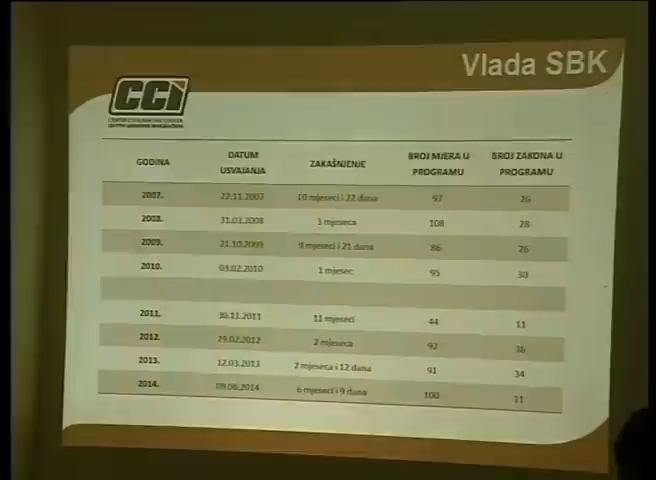 Vlada SBK
CCI
GODINA DATUM USVAJANJA ZAKAŠNJENJE BROJ MJERA U PROGRAMU BROJ ZAKONA U PROGRAMU
2007. 22.11.2007 10 mjeseci i 22 dana 97 26
2008. 31.03.2008 3 mjeseca 108 28
2009. 21.10.2009 9 mjeseci i 21 dana 86 26
2010. 03.02.2010 1 mjesec 95 30
2011. 30.11.2011 11 mjeseci 44 11
2012. 29.02.2012 2 mjeseca 92 16
2013. 12.03.2013 2 mjeseca i 12 dana 91 34
2014. 09.06.2014 6 mjeseci i 9 dana 100 11